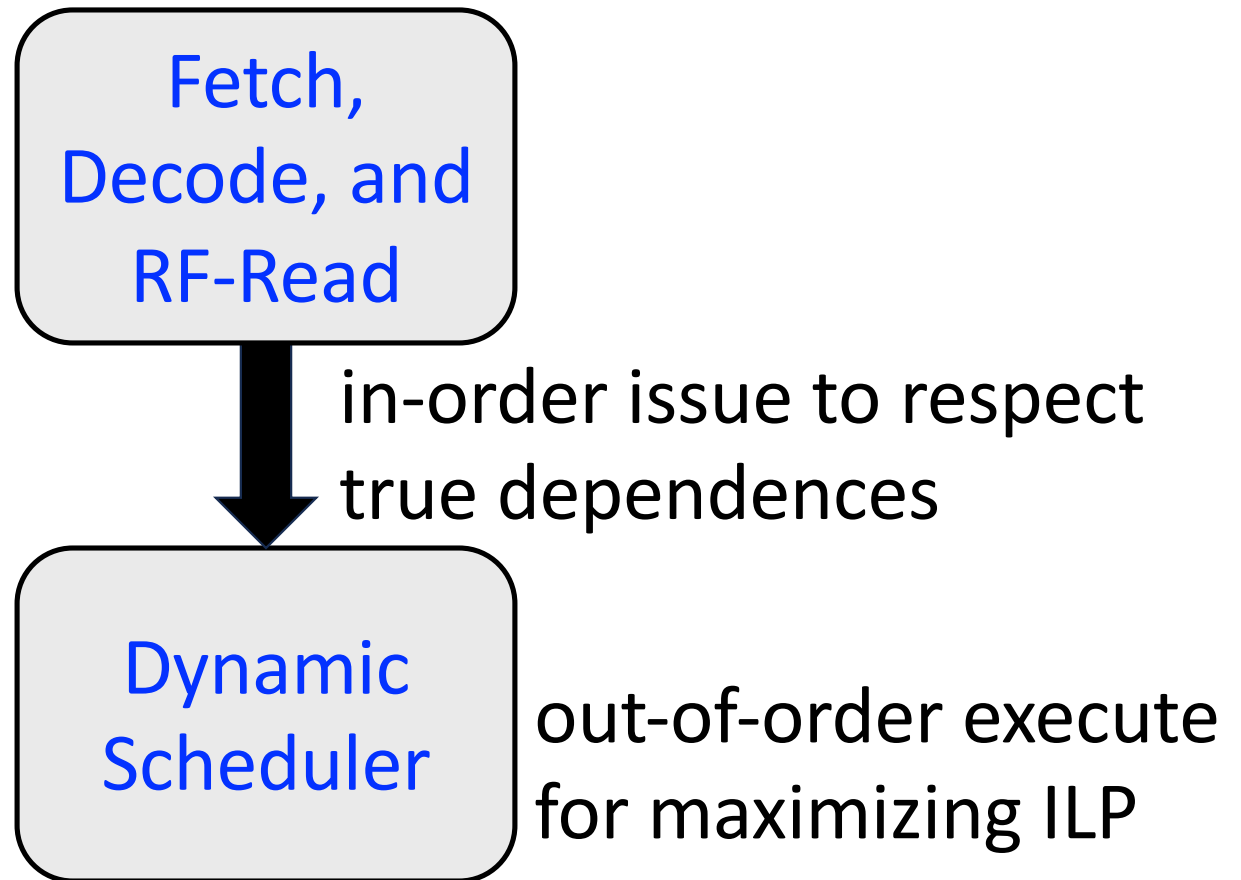 Fetch,
Decode, and
RF-Read
in-order issue to respect
true dependences
Dynamic
Scheduler
out-of-order execute
for maximizing ILP